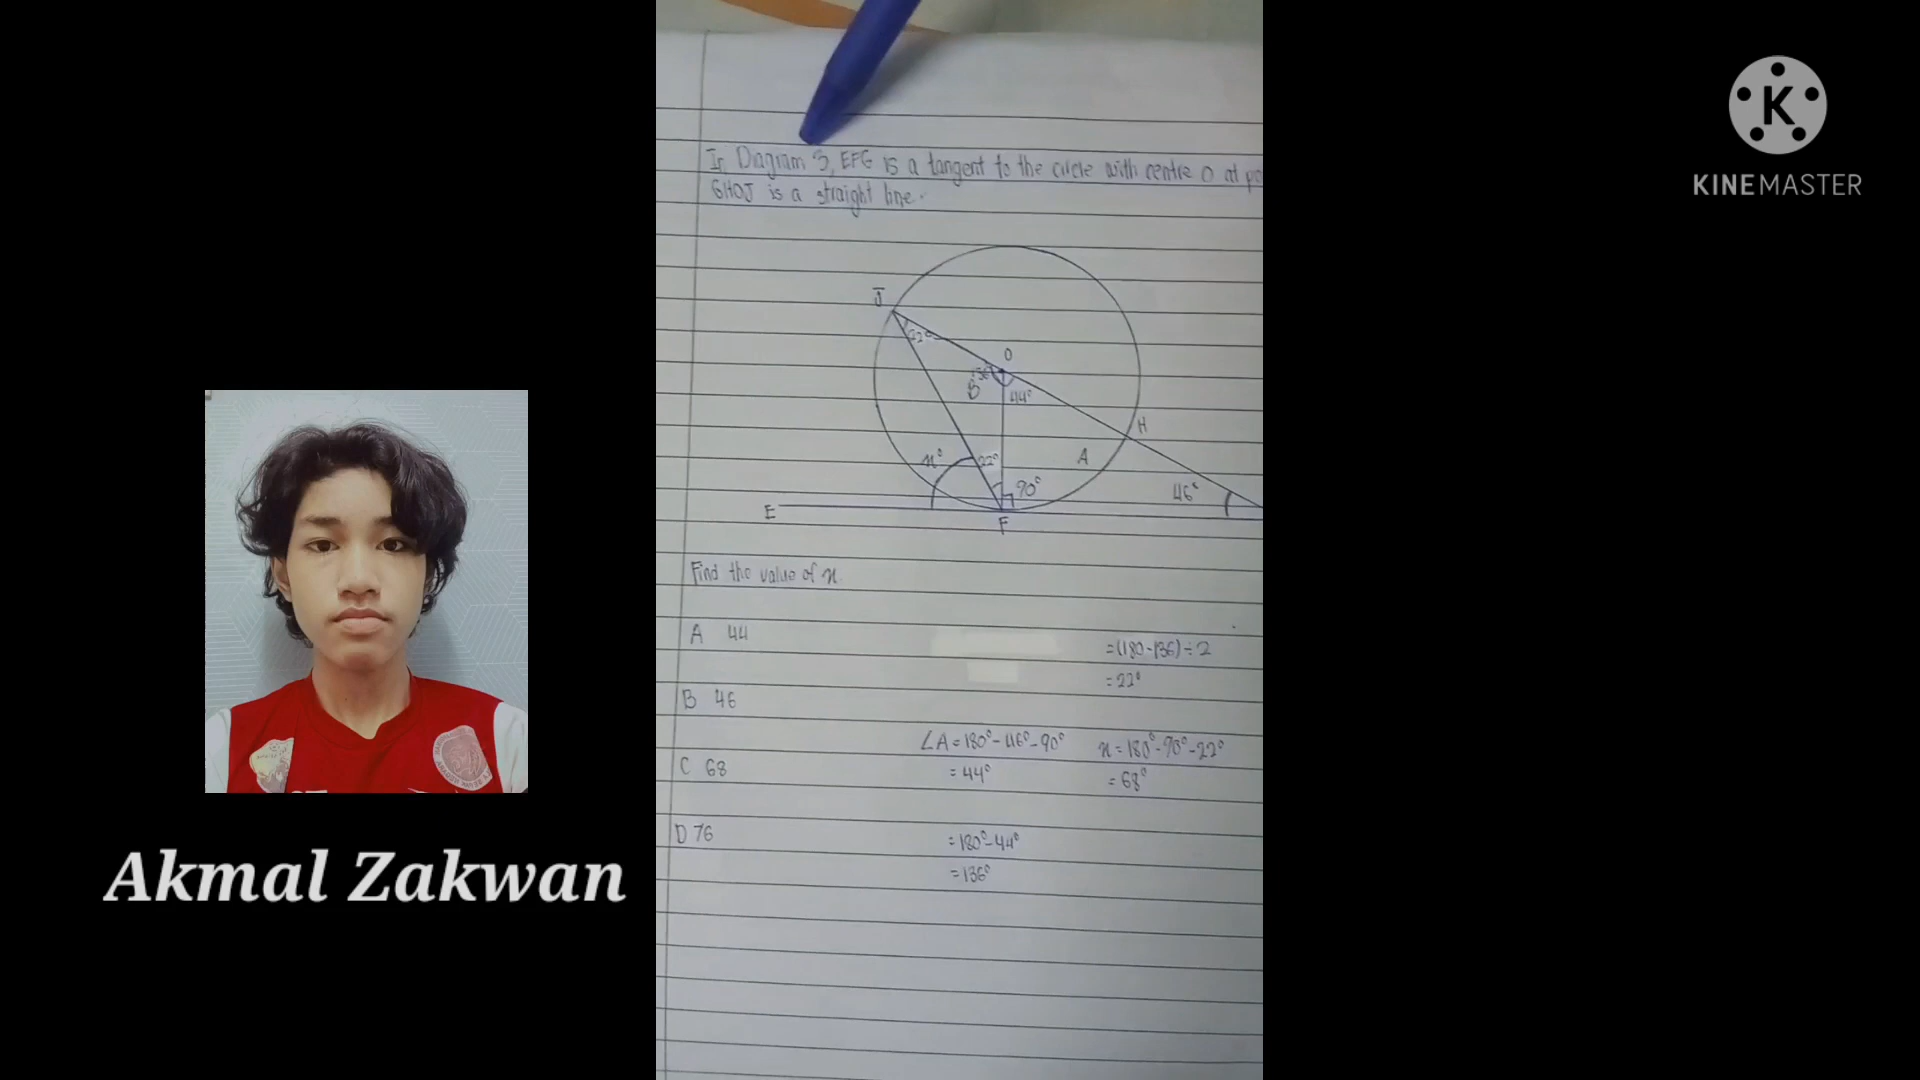 In Diagram 3, EFG is a tangent to the circle with centre O at po
GHOJ is a straight line.
J
22°
O
136°
B
44°
H
n°
22°
A
90°
46°
E
F
Find the value of n.
A 44
= (180-136) ÷ 2
= 22°
B 46
∠A = 180° - 46° - 90°
n = 180° - 90° - 22°
C 68
= 44°
= 68°
D 76
= 180° - 44°
= 136°
Akmal Zakwan
K
KINEMASTER